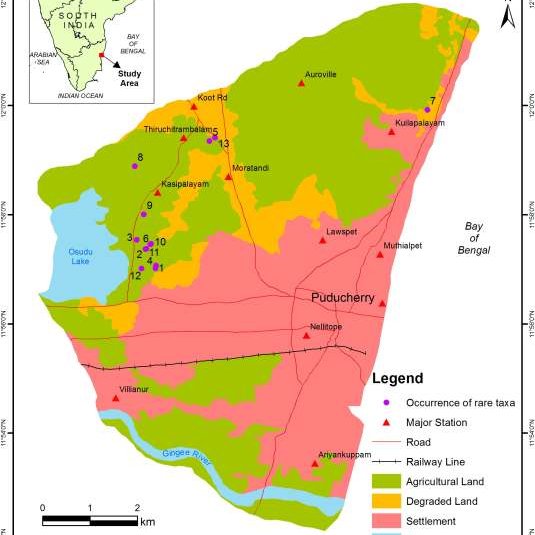 SOUTH
INDIA
BAY
OF
BENGAL
ARABIAN
SEA
Study
Area
INDIAN OCEAN
N
12°0'0"N
11°58'0"N
11°56'0"N
11°54'0"N
Auroville
Koot Rd
7
Kuilapalayam
Thiruchitrambalam
5
13
8
Moratandi
Kasipalayam
9
3
6
10
2
11
4
12
1
Osudu
Lake
Lawspet
Muthialpet
Bay
of
Bengal
Puducherry
Nellitope
Villianur
Gingee River
Ariyankuppam
0 1 2
km
Legend
Occurrence of rare taxa
Major Station
Road
Railway Line
Agricultural Land
Degraded Land
Settlement